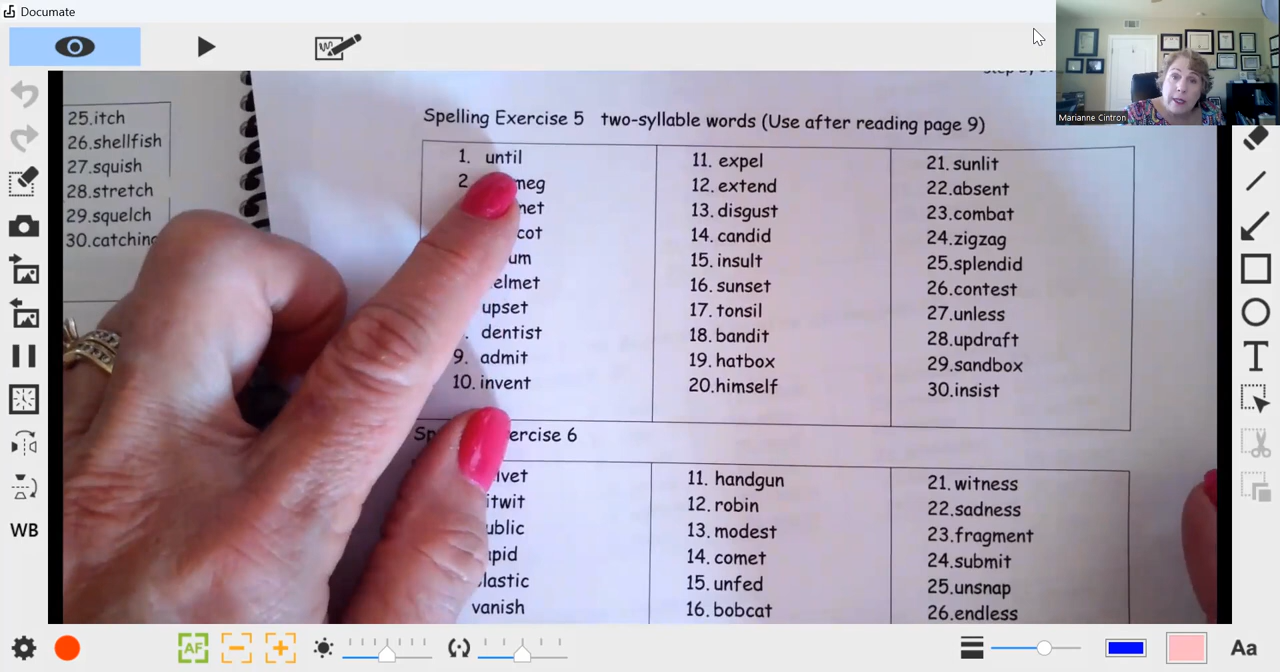 Documate
Marianne Cintron
25.itch
26.shellfish
27.squish
28.stretch
29.squelch
30.catching
Spelling Exercise 5 two-syllable words (Use after reading page 9)
1. until
2.
upset
dentist
9. admit
10. invent
11. expel
12. extend
13. disgust
14. candid
15. insult
16. sunset
17. tonsil
18. bandit
19. hatbox
20.himself
21. sunlit
22.absent
23.combat
24.zigzag
25.splendid
26.contest
27.unless
28.updraft
29.sandbox
30.insist
6
vanish
11. handgun
12. robin
13. modest
14. comet
15. unfed
16. bobcat
21. witness
22.sadness
23.fragment
24.submit
25.unsnap
26.endless
WB
AF
T
Aa